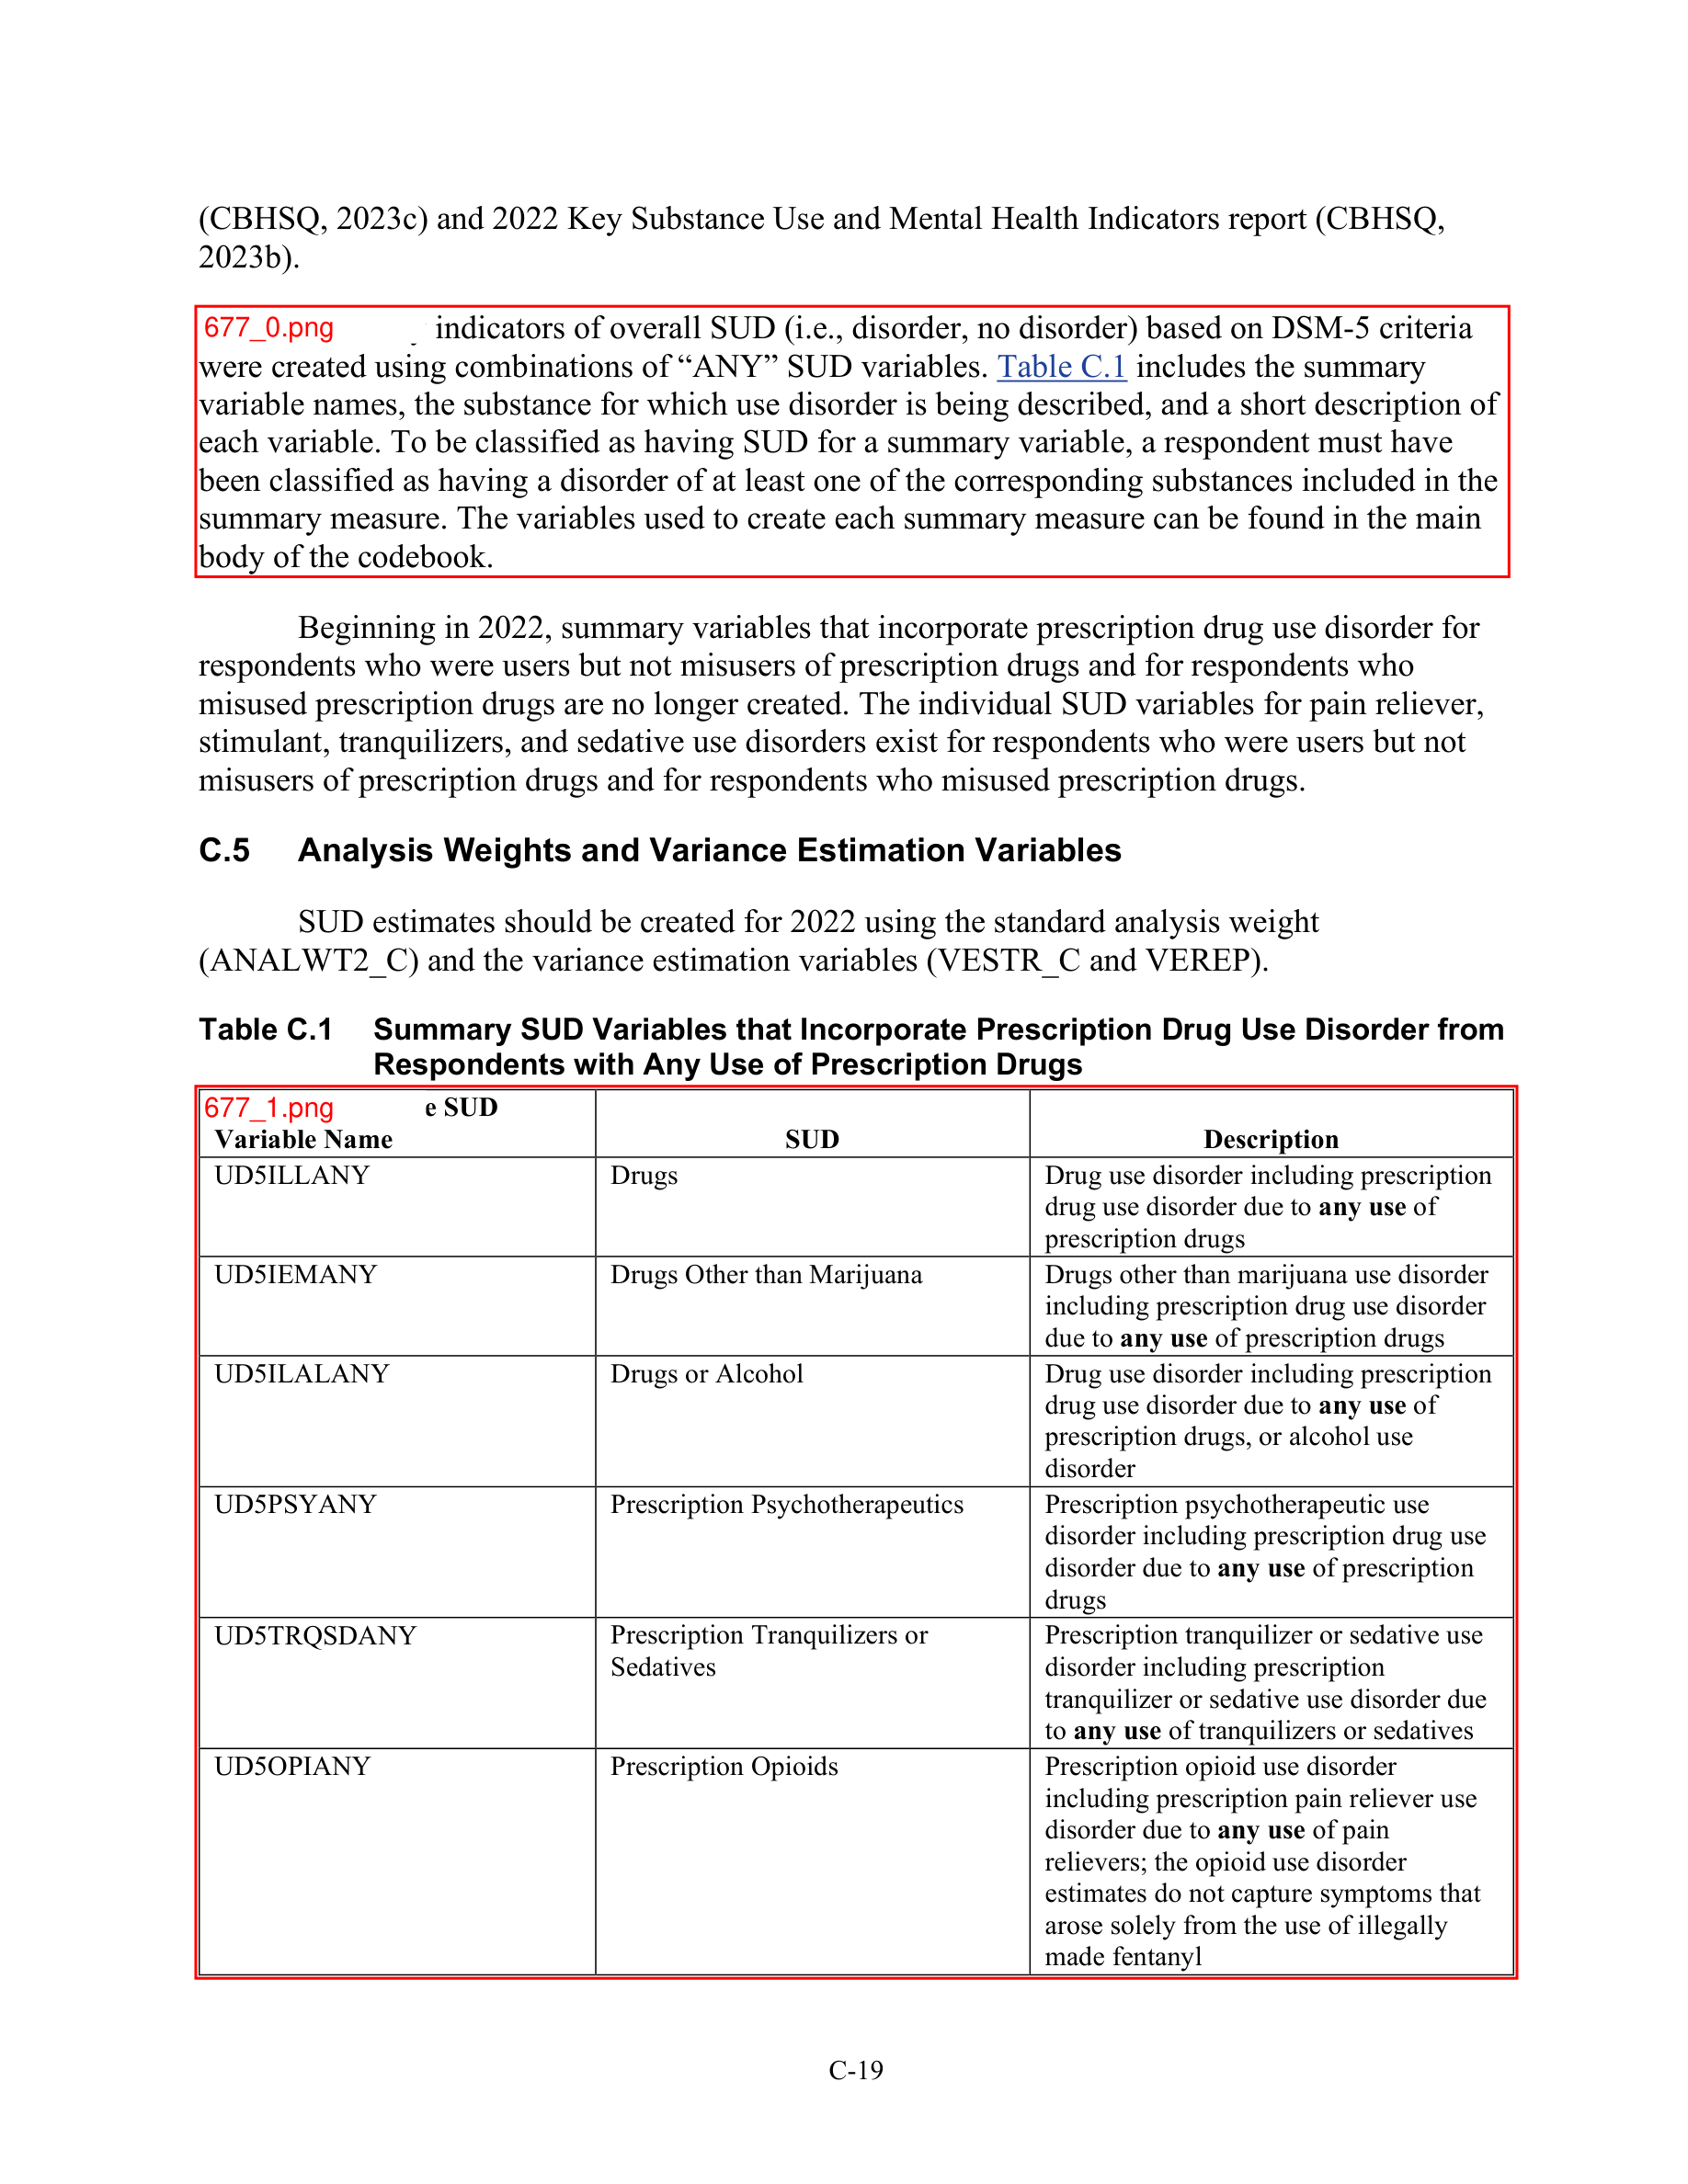 (CBHSQ, 2023c) and 2022 Key Substance Use and Mental Health Indicators report (CBHSQ,
2023b).
677_0.png indicators of overall SUD (i.e., disorder, no disorder) based on DSM-5 criteria
were created using combinations of “ANY” SUD variables. Table C.1 includes the summary
variable names, the substance for which use disorder is being described, and a short description of
each variable. To be classified as having SUD for a summary variable, a respondent must have
been classified as having a disorder of at least one of the corresponding substances included in the
summary measure. The variables used to create each summary measure can be found in the main
body of the codebook.
Beginning in 2022, summary variables that incorporate prescription drug use disorder for
respondents who were users but not misusers of prescription drugs and for respondents who
misused prescription drugs are no longer created. The individual SUD variables for pain reliever,
stimulant, tranquilizers, and sedative use disorders exist for respondents who were users but not
misusers of prescription drugs and for respondents who misused prescription drugs.
C.5 Analysis Weights and Variance Estimation Variables
SUD estimates should be created for 2022 using the standard analysis weight
(ANALWT2_C) and the variance estimation variables (VESTR_C and VEREP).
Table C.1 Summary SUD Variables that Incorporate Prescription Drug Use Disorder from
Respondents with Any Use of Prescription Drugs
677_1.png e SUD
Variable Name SUD Description
UD5ILLANY Drugs Drug use disorder including prescription
drug use disorder due to any use of
prescription drugs
UD5IEMANY Drugs Other than Marijuana Drugs other than marijuana use disorder
including prescription drug use disorder
due to any use of prescription drugs
UD5ILALANY Drugs or Alcohol Drug use disorder including prescription
drug use disorder due to any use of
prescription drugs, or alcohol use
disorder
UD5PSYANY Prescription Psychotherapeutics Prescription psychotherapeutic use
disorder including prescription drug use
disorder due to any use of prescription
drugs
UD5TRQSDANY Prescription Tranquilizers or Prescription tranquilizer or sedative use
Sedatives disorder including prescription
tranquilizer or sedative use disorder due
to any use of tranquilizers or sedatives
UD5OPIANY Prescription Opioids Prescription opioid use disorder
including prescription pain reliever use
disorder due to any use of pain
relievers; the opioid use disorder
estimates do not capture symptoms that
arose solely from the use of illegally
made fentanyl
C-19